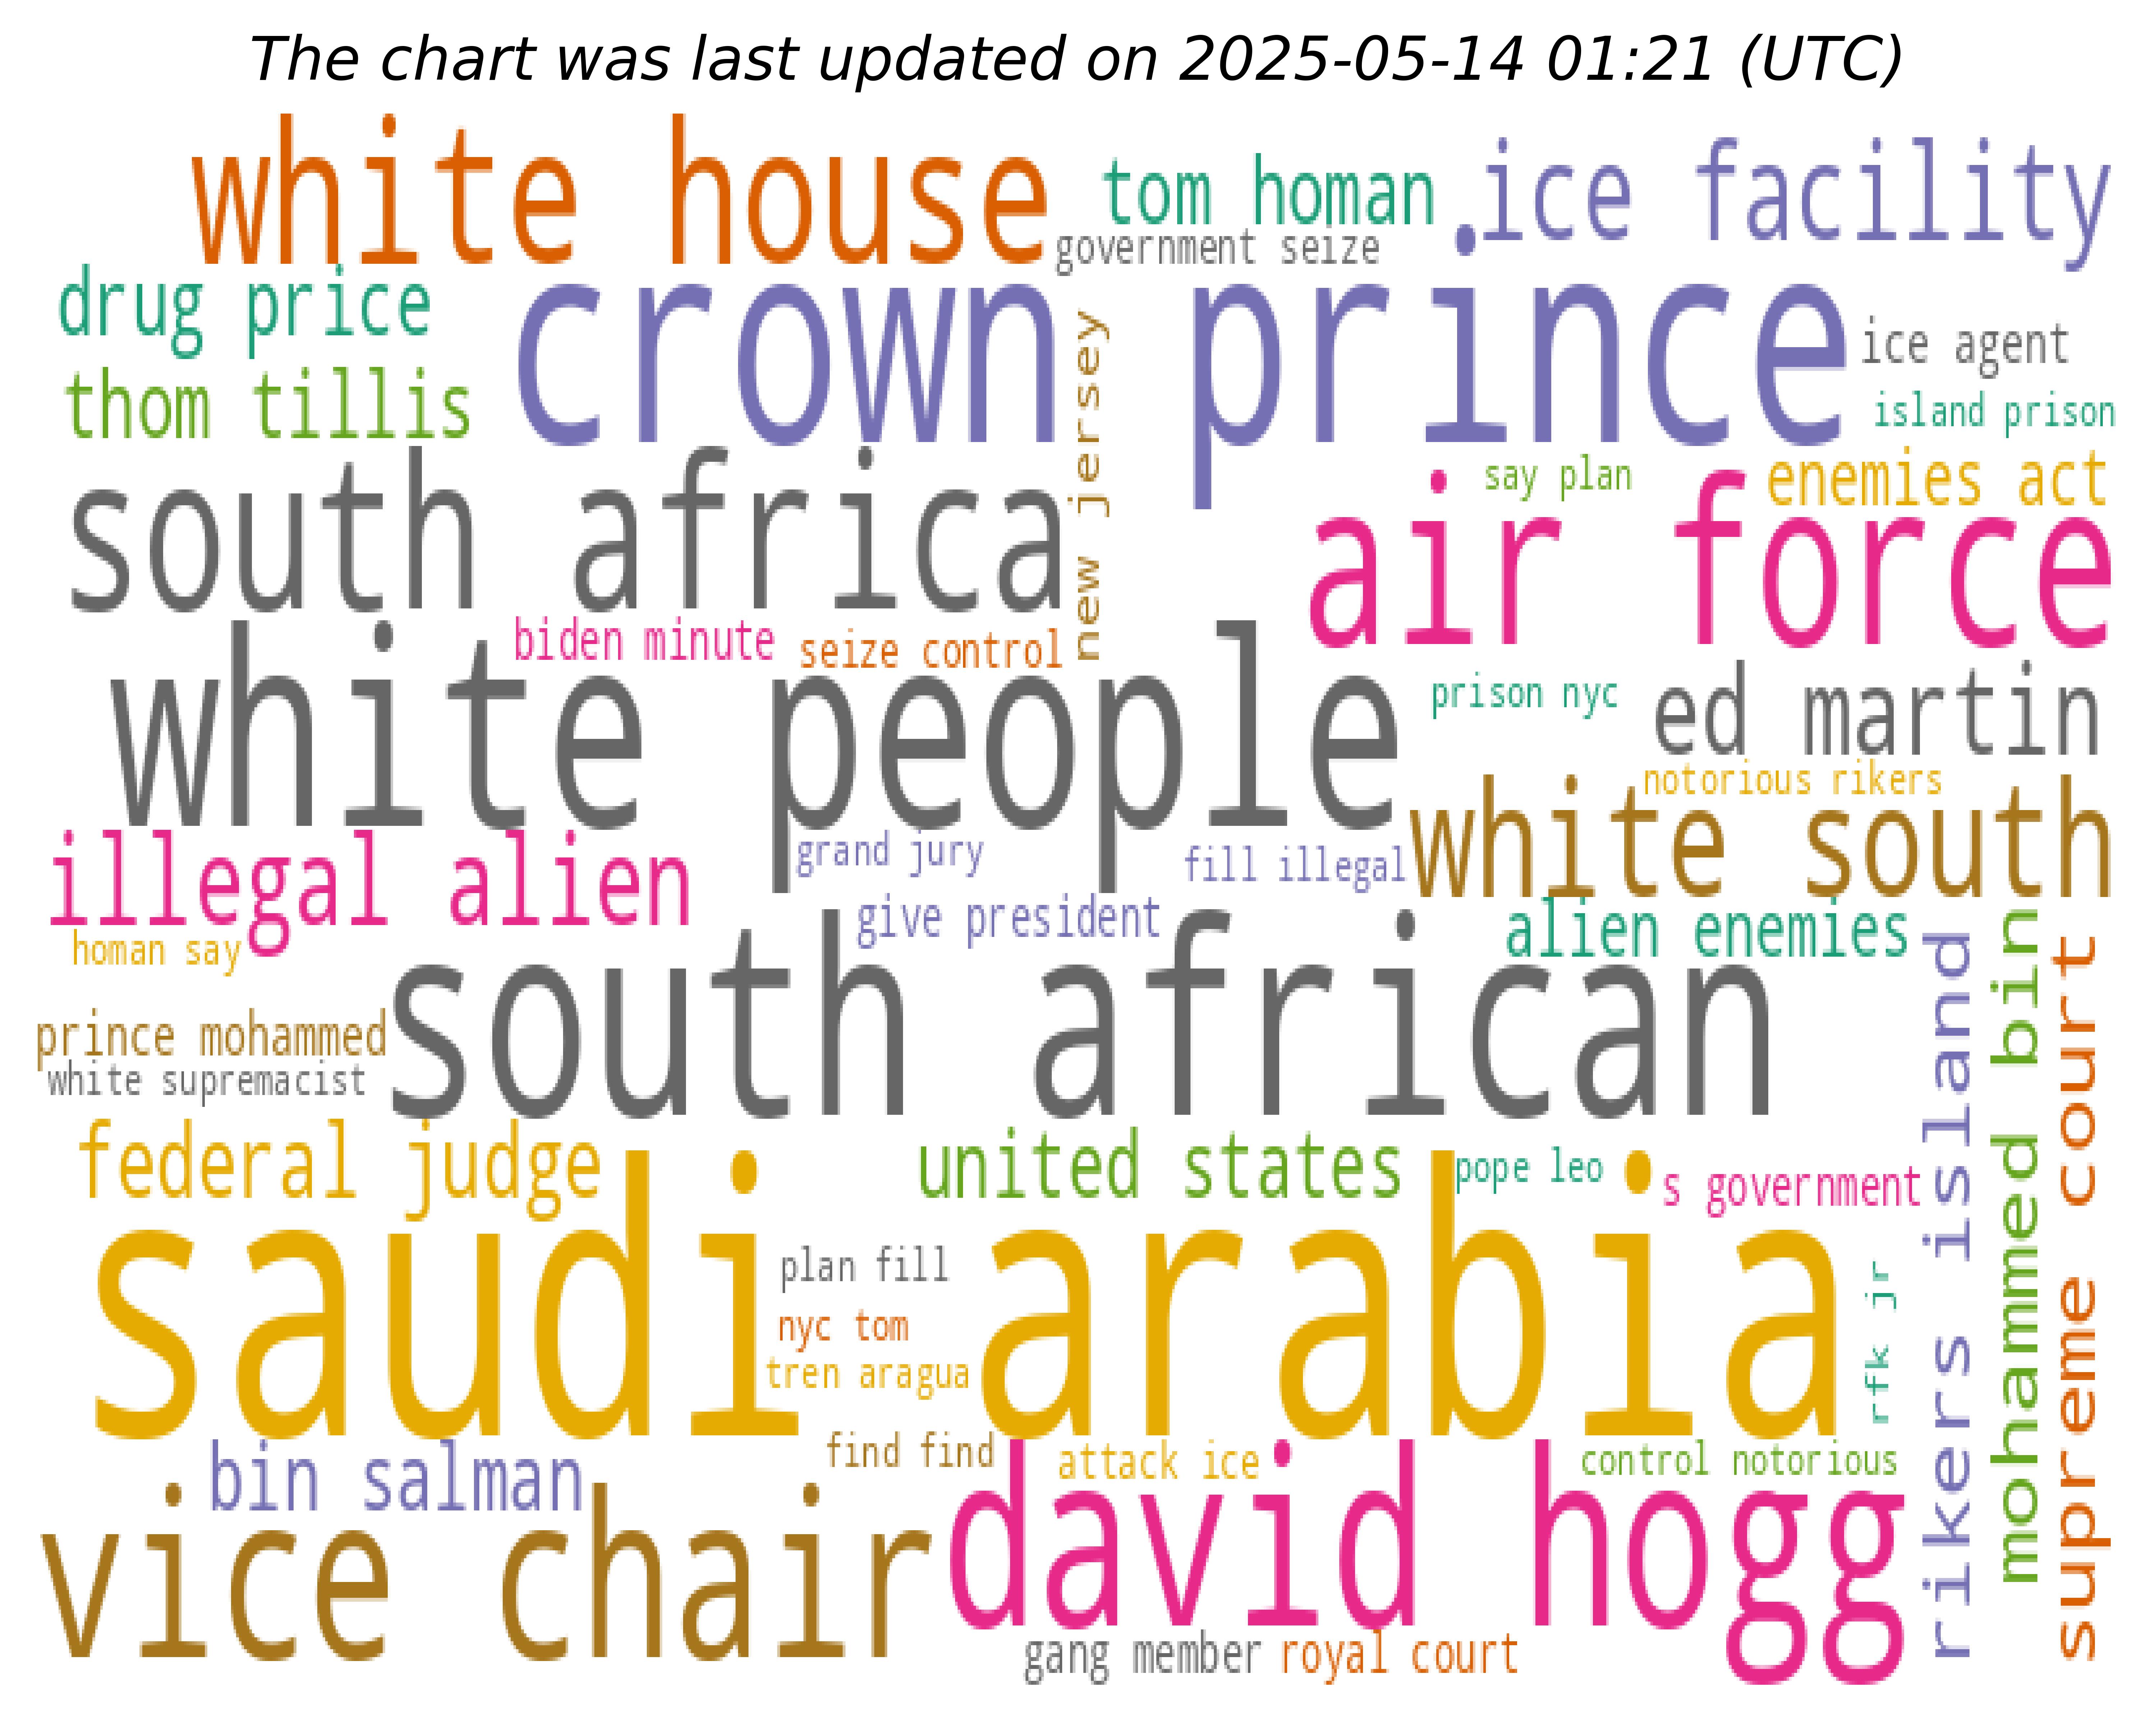 The chart was last updated on 2025-05-14 01:21 (UTC)
white house
tom homan
ice facility
government seize
drug price
crown prince
ice agent
thom tillis
island prison
new jersey
south africa
say plan
enemies act
air force
biden minute
seize control
white people
prison nyc
ed martin
notorious rikers
white south
illegal alien
grand jury
fill illegal
give president
alien enemies
homan say
south african
prince mohammed
white supremacist
rikers island
mohammed bin
supreme court
federal judge
united states
pope leo
s government
saudi arabia
plan fill
nyc tom
tren aragua
rfk jr
bin salman
find find
attack ice
control notorious
vice chair
david hogg
gang member
royal court